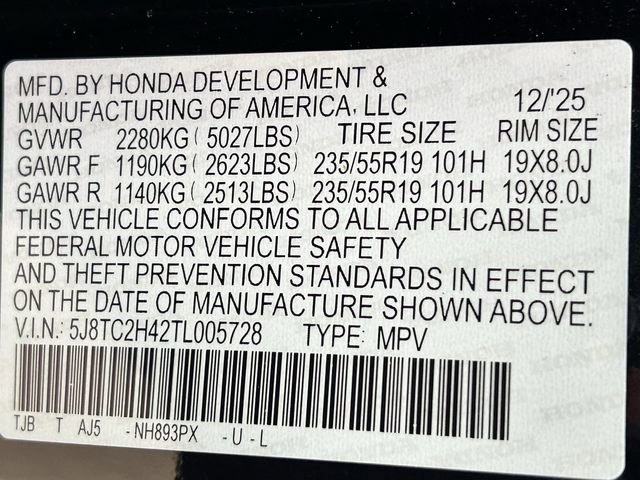 MFD. BY HONDA DEVELOPMENT &
MANUFACTURING OF AMERICA, LLC 12/'25
GVWR 2280KG ( 5027LBS) TIRE SIZE RIM SIZE
GAWR F 1190KG ( 2623LBS) 235/55R19 101H 19X8.0J
GAWR R 1140KG ( 2513LBS) 235/55R19 101H 19X8.0J
THIS VEHICLE CONFORMS TO ALL APPLICABLE
FEDERAL MOTOR VEHICLE SAFETY
AND THEFT PREVENTION STANDARDS IN EFFECT
ON THE DATE OF MANUFACTURE SHOWN ABOVE.
V.I.N.: 5J8TC2H42TL005728 TYPE: MPV
TJB T AJ5 -NH893PX -U-L